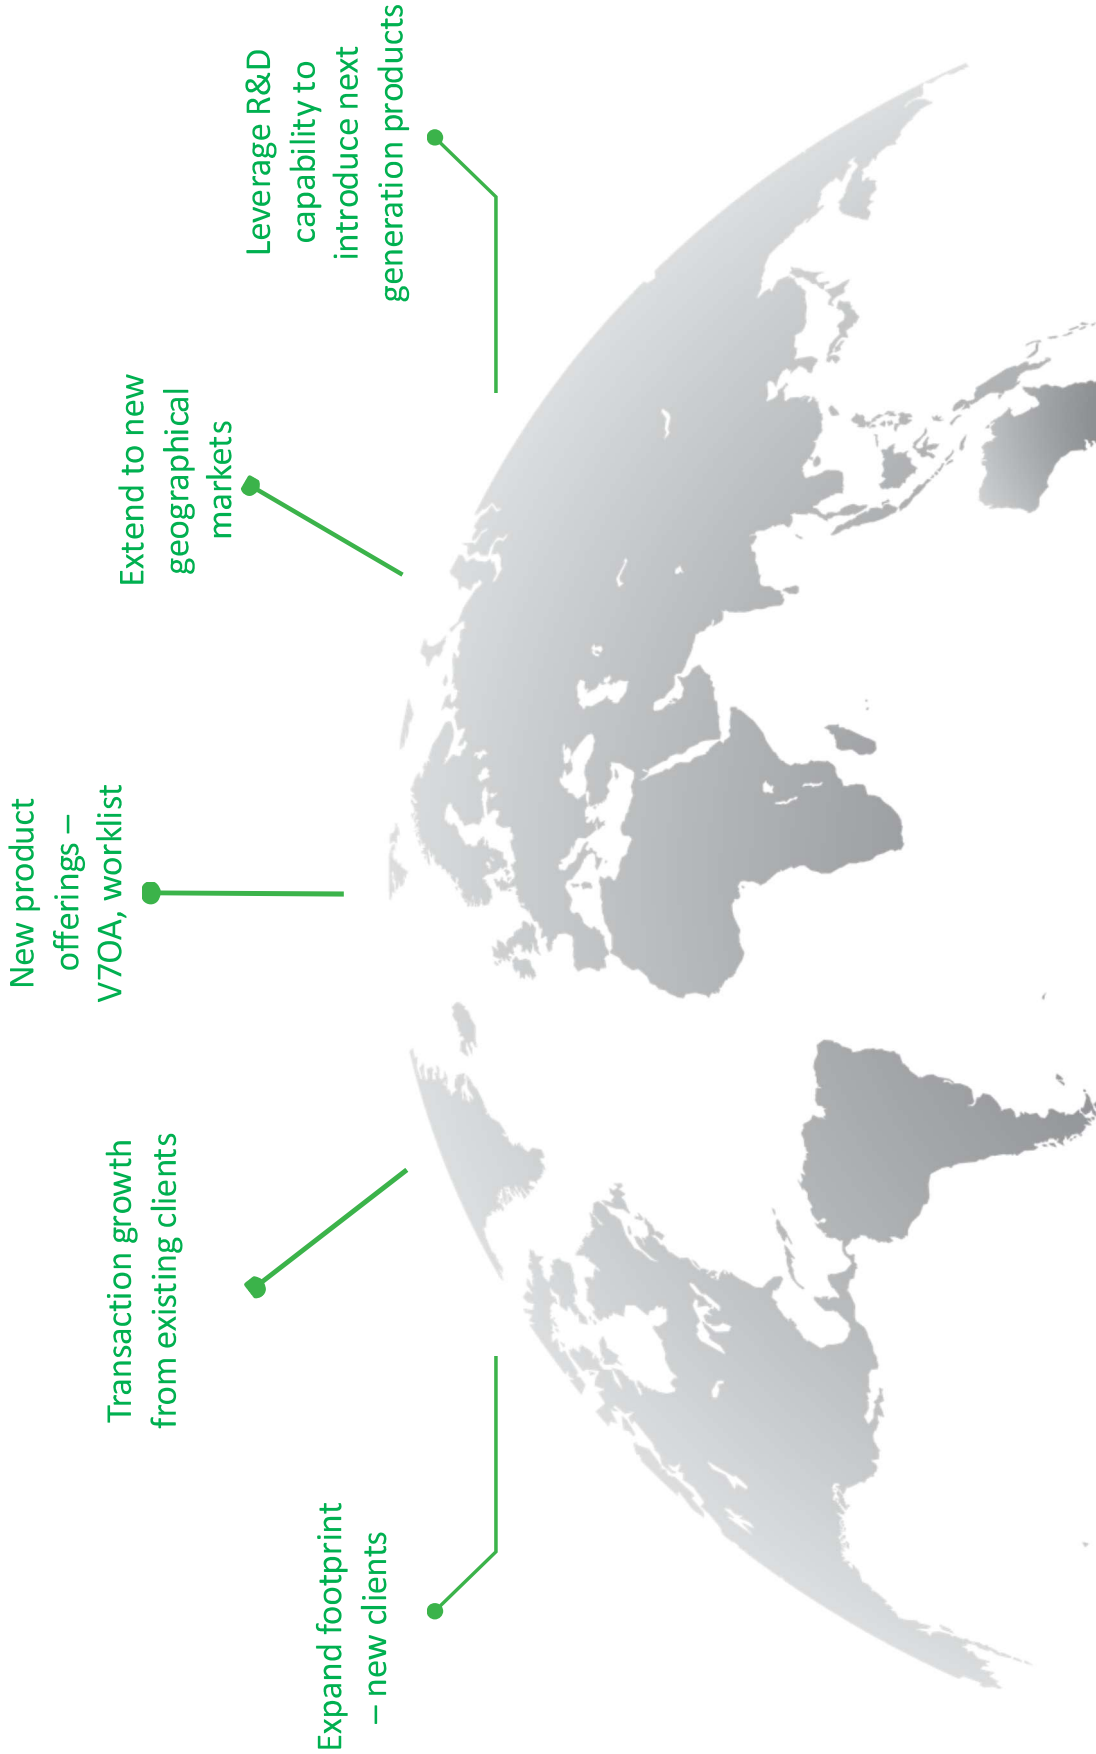 Expand footprint
– new clients
Transaction growth
from existing clients
New product
offerings –
V7OA, worklist
Extend to new
geographical
markets
Leverage R&D
capability to
introduce next
generation products